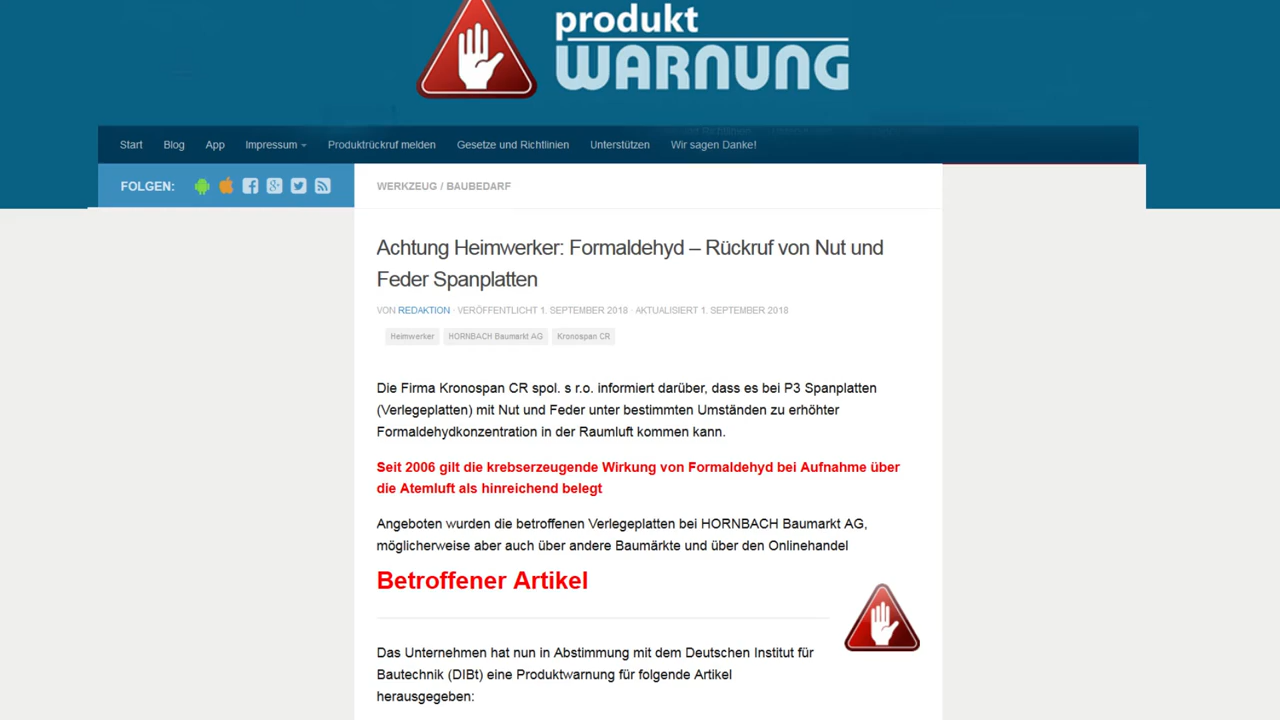 produkt
WARNUNG
Start Blog App Impressum Produktrückruf melden Gesetze und Richtlinien Unterstützen Wir sagen Danke!
FOLGEN:
WERKZEUG / BAUBEDARF
Achtung Heimwerker: Formaldehyd – Rückruf von Nut und
Feder Spanplatten
VON REDAKTION · VERÖFFENTLICHT 1. SEPTEMBER 2018 · AKTUALISIERT 1. SEPTEMBER 2018
Heimwerker HORNBACH Baumarkt AG Kronospan CR
Die Firma Kronospan CR spol. s r.o. informiert darüber, dass es bei P3 Spanplatten
(Verlegeplatten) mit Nut und Feder unter bestimmten Umständen zu erhöhter
Formaldehydkonzentration in der Raumluft kommen kann.
Seit 2006 gilt die krebserzeugende Wirkung von Formaldehyd bei Aufnahme über
die Atemluft als hinreichend belegt
Angeboten wurden die betroffenen Verlegeplatten bei HORNBACH Baumarkt AG,
möglicherweise aber auch über andere Baumärkte und über den Onlinehandel
Betroffener Artikel
Das Unternehmen hat nun in Abstimmung mit dem Deutschen Institut für
Bautechnik (DIBt) eine Produktwarnung für folgende Artikel
herausgegeben: